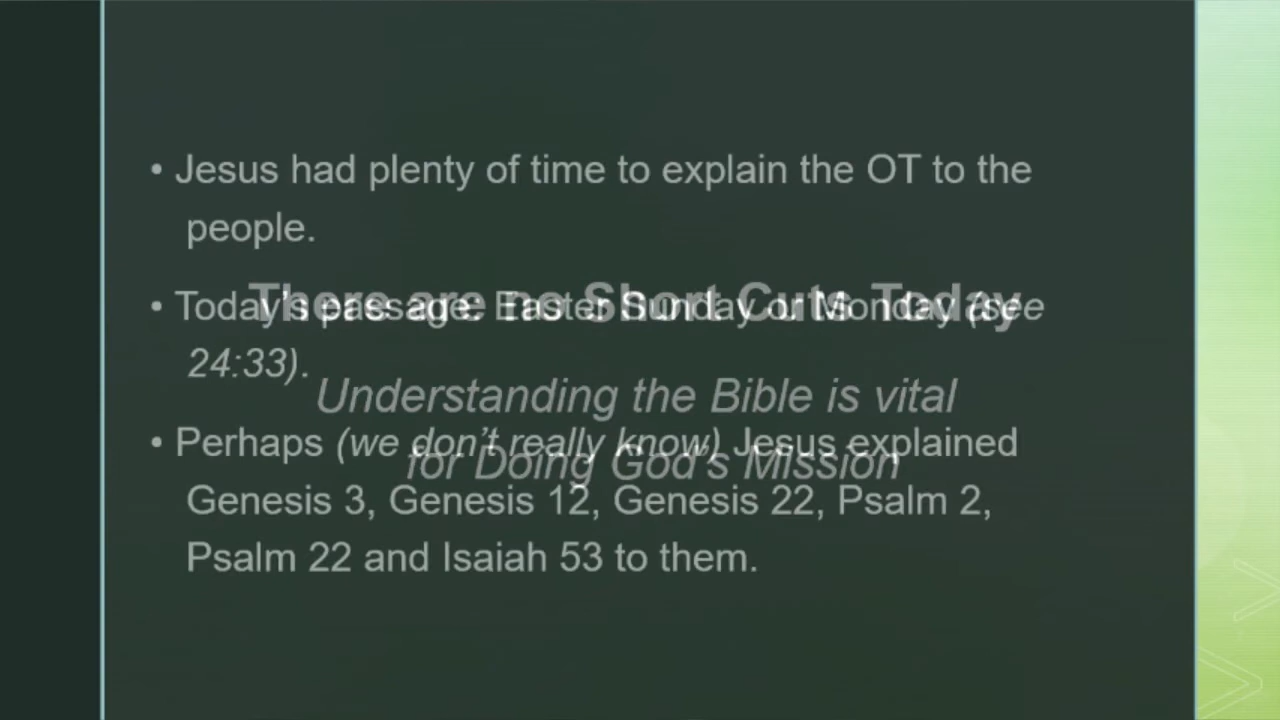 • Jesus had plenty of time to explain the OT to the
people.
There are no Short Cuts Today
• Today's passage: Easter Sunday or Monday (see
24:33).
Understanding the Bible is vital
• Perhaps (we don't really know) Jesus explained
for Doing God's Mission
Genesis 3, Genesis 12, Genesis 22, Psalm 2,
Psalm 22 and Isaiah 53 to them.